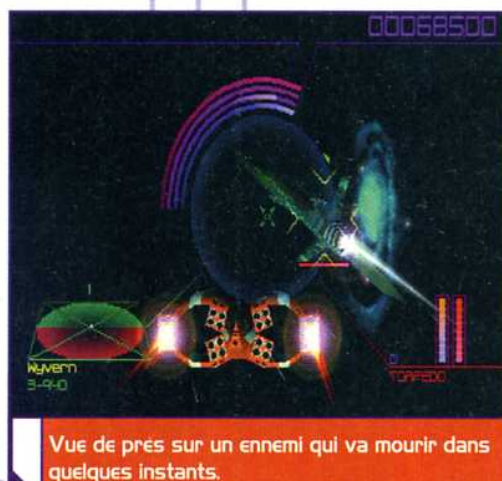 00068500
Wyvern
3-940
TORPEDO
Vue de près sur un ennemi qui va mourir dans
quelques instants.